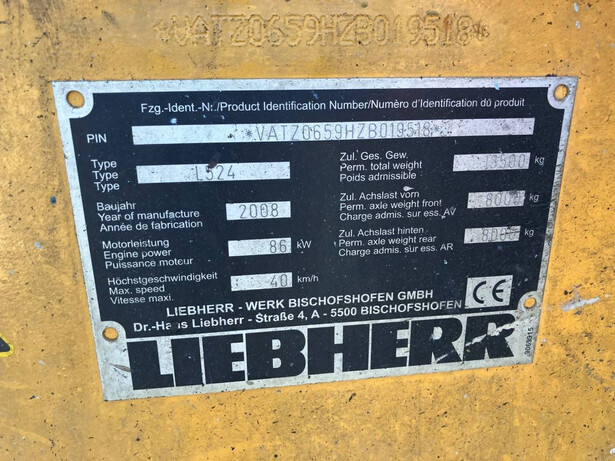 *VATZ0659HZB019518*
Fzg.-Ident.-Nr./Product Identification Number/Numéro d'Identification dù produit
PIN *VATZ0659HZB019518*
Type
Type L524
Type
Zul. Ges. Gew.
Perm. total weight 13500 kg
Poids admissible
Baujahr
Year of manufacture 2008
Année de fabrication
Zul. Achslast vorn
Perm. axle weight front 8000 kg
Charge admis. sur ess. AV
Motorleistung
Engine power 86 kW
Puissance moteur
Zul. Achslast hinten
Perm. axle weight rear 8000 kg
Charge admis. sur ess. AR
Höchstgeschwindigkeit
Max. speed 40 km/h
Vitesse maxi.
LIEBHERR - WERK BISCHOFSHOFEN GMBH
Dr.-Hans Liebherr - Straße 4, A - 5500 BISCHOFSHOFEN
CE
LIEBHERR